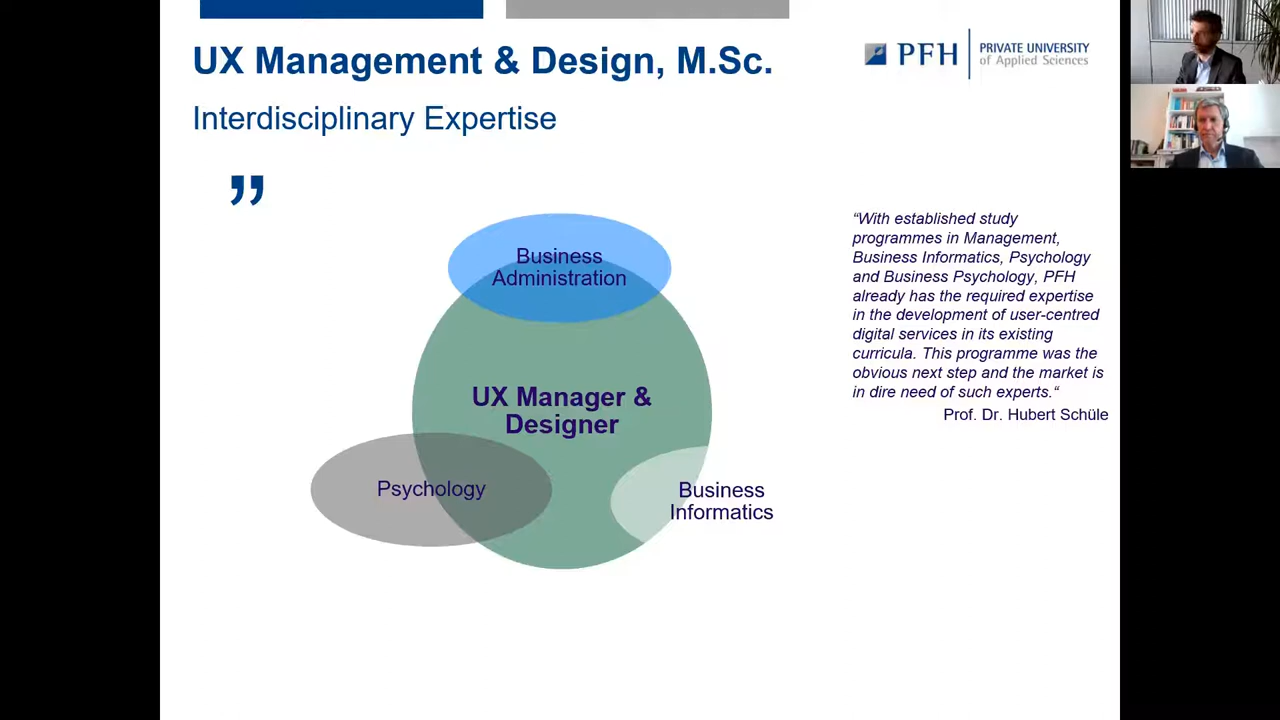 UX Management & Design, M.Sc.
PFH
PRIVATE UNIVERSITY
of Applied Sciences
Interdisciplinary Expertise
”
Business
Administration
UX Manager &
Designer
Psychology
Business
Informatics
“With established study
programmes in Management,
Business Informatics, Psychology
and Business Psychology, PFH
already has the required expertise
in the development of user-centred
digital services in its existing
curricula. This programme was the
obvious next step and the market is
in dire need of such experts.“
Prof. Dr. Hubert Schüle